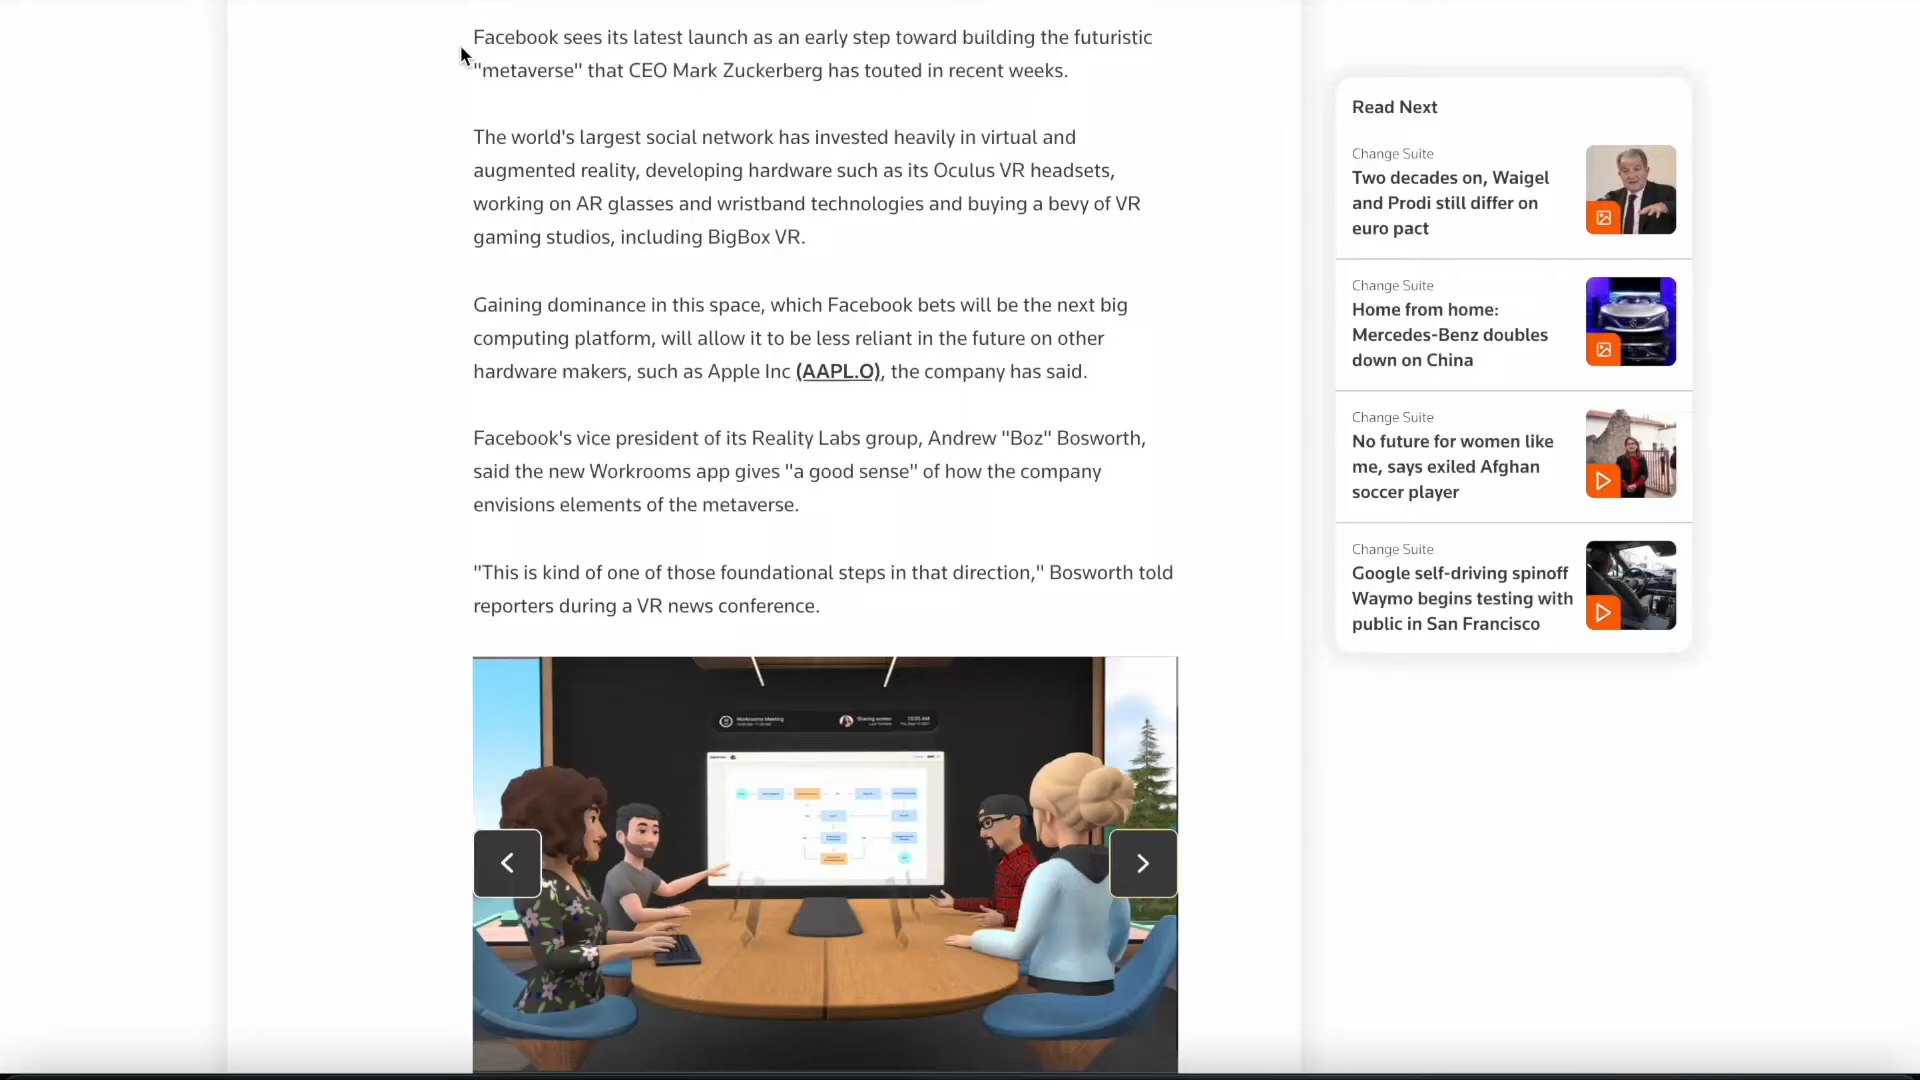 Facebook sees its latest launch as an early step toward building the futuristic
"metaverse" that CEO Mark Zuckerberg has touted in recent weeks.
The world's largest social network has invested heavily in virtual and
augmented reality, developing hardware such as its Oculus VR headsets,
working on AR glasses and wristband technologies and buying a bevy of VR
gaming studios, including BigBox VR.
Gaining dominance in this space, which Facebook bets will be the next big
computing platform, will allow it to be less reliant in the future on other
hardware makers, such as Apple Inc (AAPL.O), the company has said.
Facebook's vice president of its Reality Labs group, Andrew "Boz" Bosworth,
said the new Workrooms app gives "a good sense" of how the company
envisions elements of the metaverse.
"This is kind of one of those foundational steps in that direction," Bosworth told
reporters during a VR news conference.
Workrooms Meeting
Sharing screen
10:05 AM
Read Next
Change Suite
Two decades on, Waigel
and Prodi still differ on
euro pact
Change Suite
Home from home:
Mercedes-Benz doubles
down on China
Change Suite
No future for women like
me, says exiled Afghan
soccer player
Change Suite
Google self-driving spinoff
Waymo begins testing with
public in San Francisco